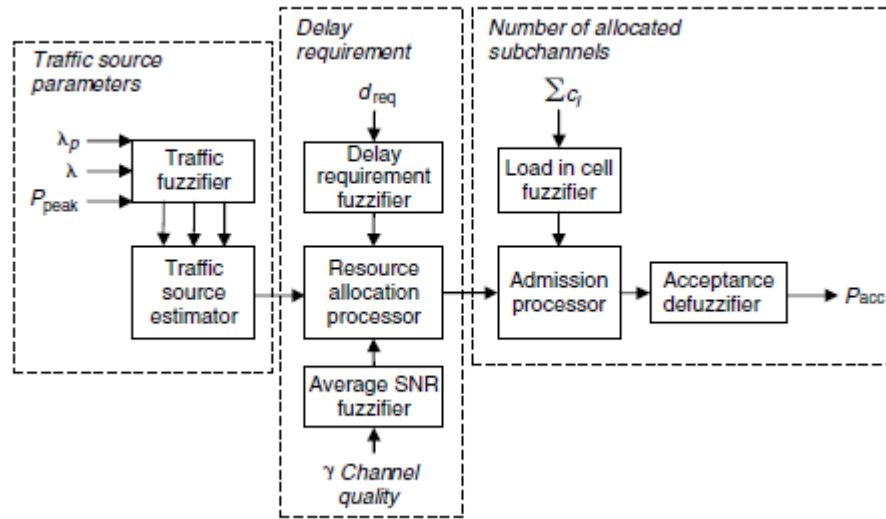 Traffic source
parameters
λp
λ
Ppeak
Traffic
fuzzifier
Traffic
source
estimator
Delay
requirement
dreq
Delay
requirement
fuzzifier
Resource
allocation
processor
Average SNR
fuzzifier
γ Channel
quality
Number of allocated
subchannels
∑ci
Load in cell
fuzzifier
Admission
processor
Acceptance
defuzzifier
Pacc